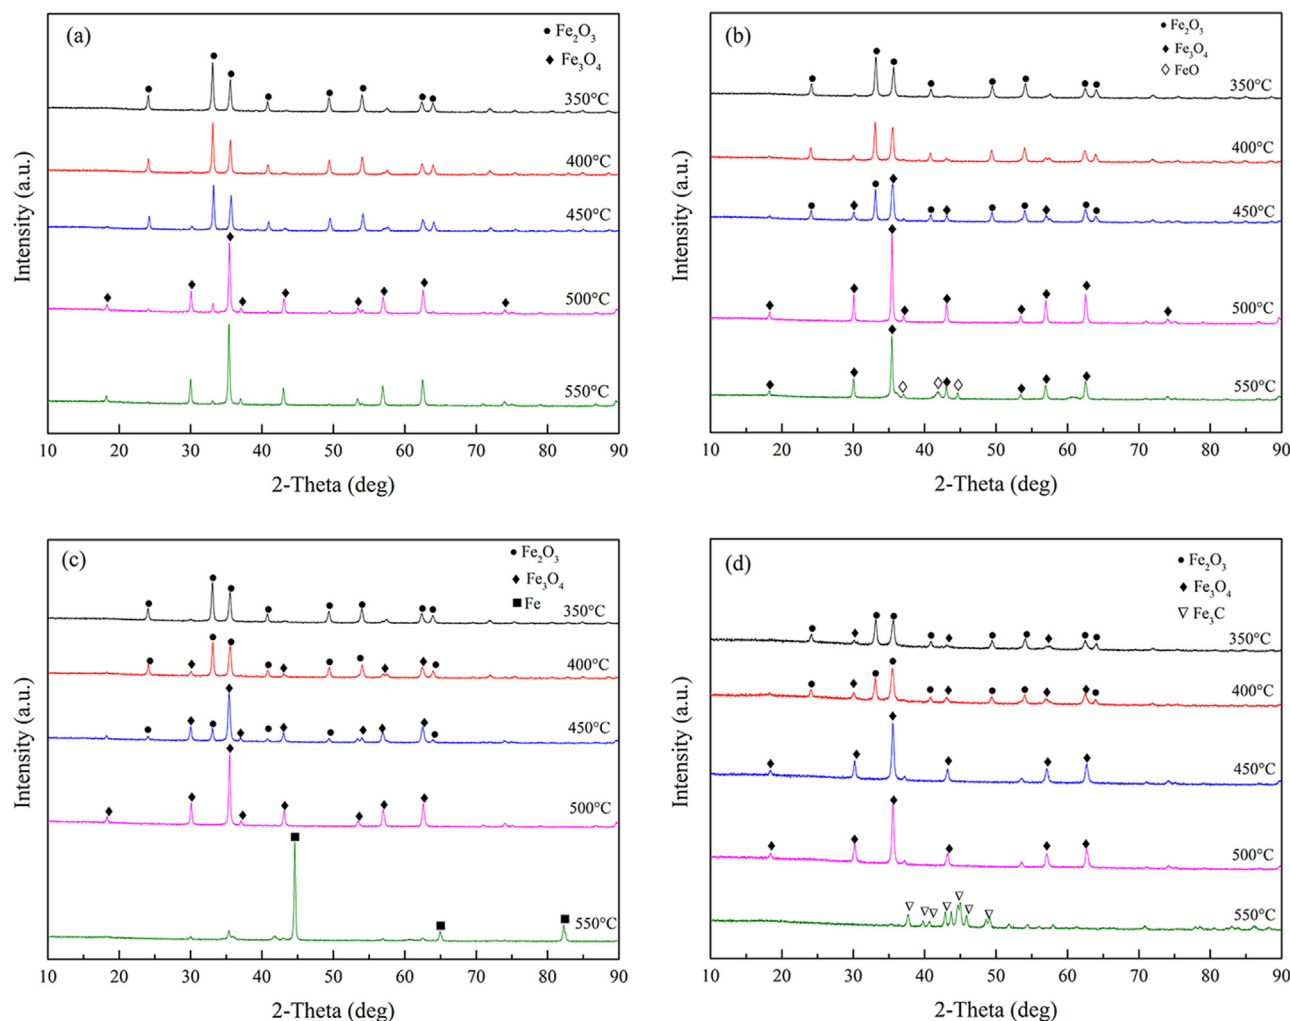 (a)
● Fe₂O₃
◆ Fe₃O₄
350°C
400°C
450°C
500°C
550°C
Intensity (a.u.)
10 20 30 40 50 60 70 80 90
2-Theta (deg)
(b)
● Fe₂O₃
◆ Fe₃O₄
◇ FeO
350°C
400°C
450°C
500°C
550°C
Intensity (a.u.)
10 20 30 40 50 60 70 80 90
2-Theta (deg)
(c)
● Fe₂O₃
◆ Fe₃O₄
■ Fe
350°C
400°C
450°C
500°C
550°C
Intensity (a.u.)
10 20 30 40 50 60 70 80 90
2-Theta (deg)
(d)
● Fe₂O₃
◆ Fe₃O₄
▽ Fe₃C
350°C
400°C
450°C
500°C
550°C
Intensity (a.u.)
10 20 30 40 50 60 70 80 90
2-Theta (deg)